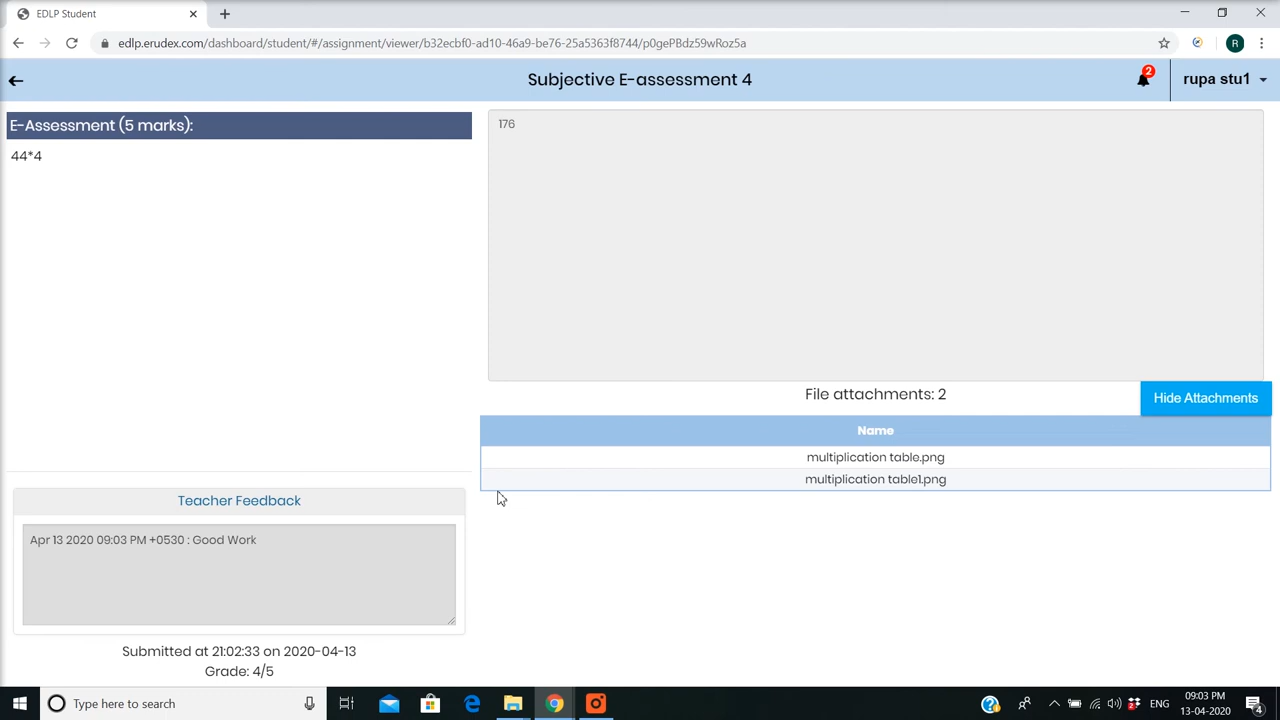 EDLP Student
edlp.erudex.com/dashboard/student/#/assignment/viewer/b32ecbf0-ad10-46a9-be76-25a5363f8744/p0gePBdz59wRoz5a
R
Subjective E-assessment 4
2
rupa stu1
E-Assessment (5 marks):
44*4
176
File attachments: 2
Hide Attachments
Name
multiplication table.png
multiplication table1.png
Teacher Feedback
Apr 13 2020 09:03 PM +0530 : Good Work
Submitted at 21:02:33 on 2020-04-13
Grade: 4/5
Type here to search
ENG
09:03 PM
13-04-2020
4